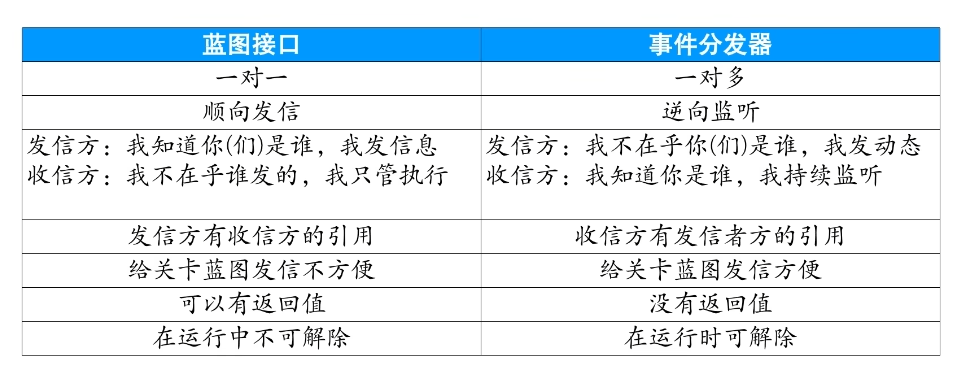 蓝图接口 事件分发器
一对一 一对多
顺向发信 逆向监听
发信方：我知道你(们)是谁，我发信息 发信方：我不在乎你(们)是谁，我发动态
收信方：我不在乎谁发的，我只管执行 收信方：我知道你是谁，我持续监听
发信方有收信方的引用 收信方有发信者方的引用
给关卡蓝图发信不方便 给关卡蓝图发信方便
可以有返回值 没有返回值
在运行中不可解除 在运行时可解除